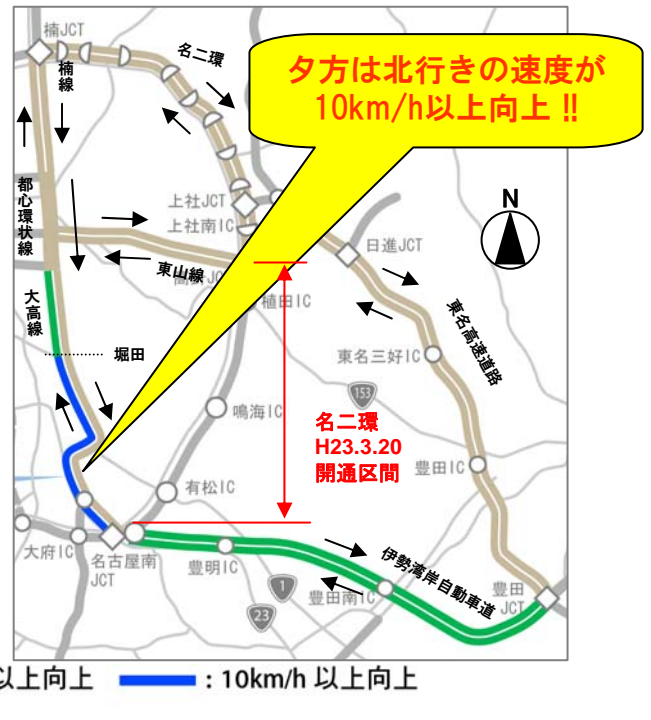 楠JCT
楠線
名二環
夕方は北行きの速度が
10km/h以上向上 !!
上社JCT
上社南IC
N
都心環状線
日進JCT
東山線
植田IC
大高線
堀田
東名三好IC
東名高速道路
153
鳴海IC
名二環
H23.3.20
開通区間
豊田IC
有松IC
大府IC
名古屋南
JCT
豊明IC
1
23
豊田南IC
伊勢湾岸自動車道
豊田
JCT
以上向上
: 10km/h 以上向上